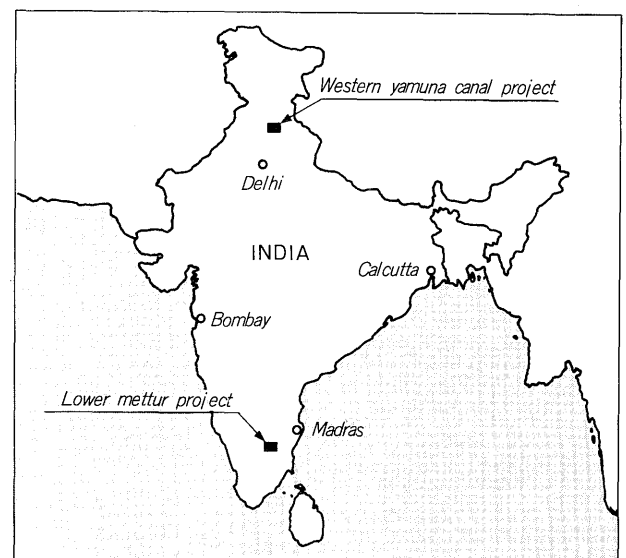 Western yamuna canal project
Delhi
INDIA
Calcutta
Bombay
Lower mettur project
Madras